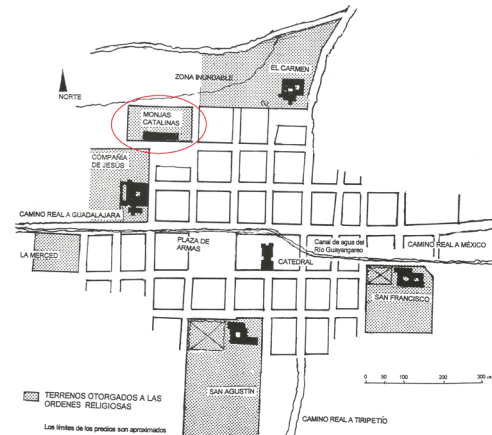 EL CARMEN
ZONA INUNDABLE
NORTE
MONJAS
CATALINAS
COMPAÑÍA
DE JESÚS
CAMINO REAL A GUADALAJARA
PLAZA DE
ARMAS
Canal de agua del
Río Guayangareo
CAMINO REAL A MÉXICO
LA MERCED
CATEDRAL
SAN FRANCISCO
SAN AGUSTÍN
0 50 100 200 300
TERRENOS OTORGADOS A LAS
ORDENES RELIGIOSAS
CAMINO REAL A TIRIPETÍO
Los límites de los predios son aproximados